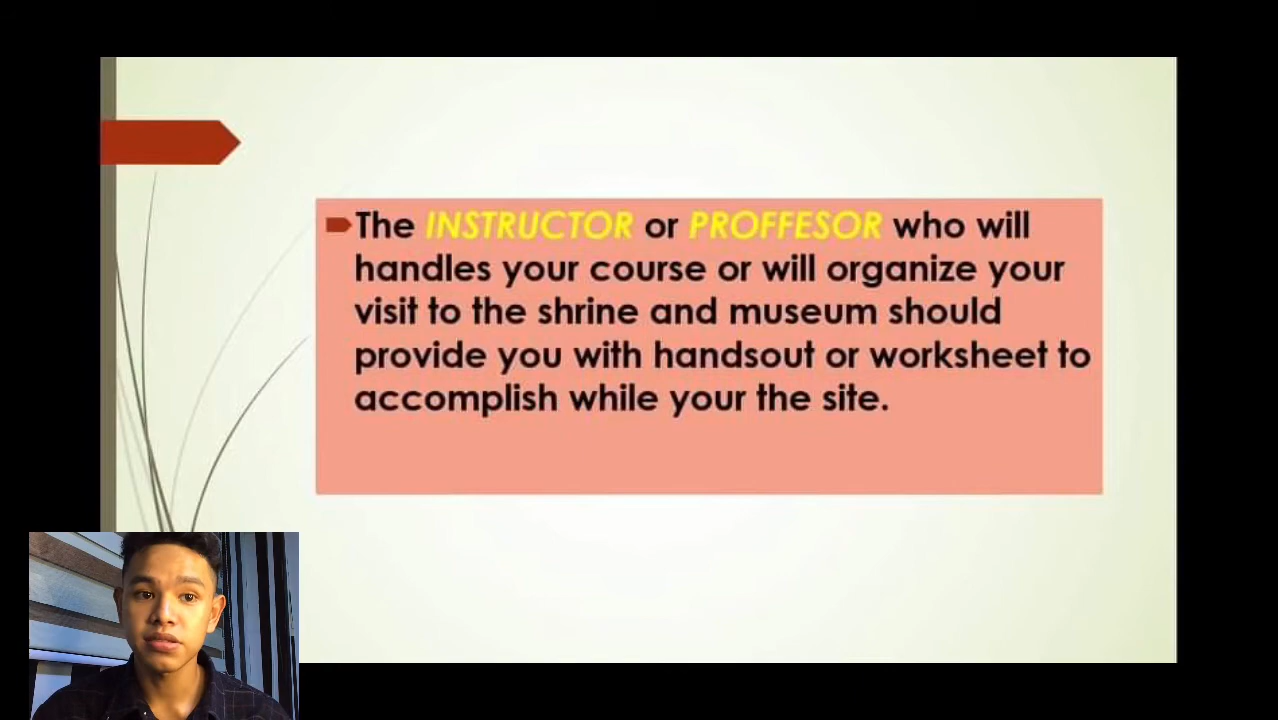 The INSTRUCTOR or PROFFESOR who will
handles your course or will organize your
visit to the shrine and museum should
provide you with handsout or worksheet to
accomplish while your the site.